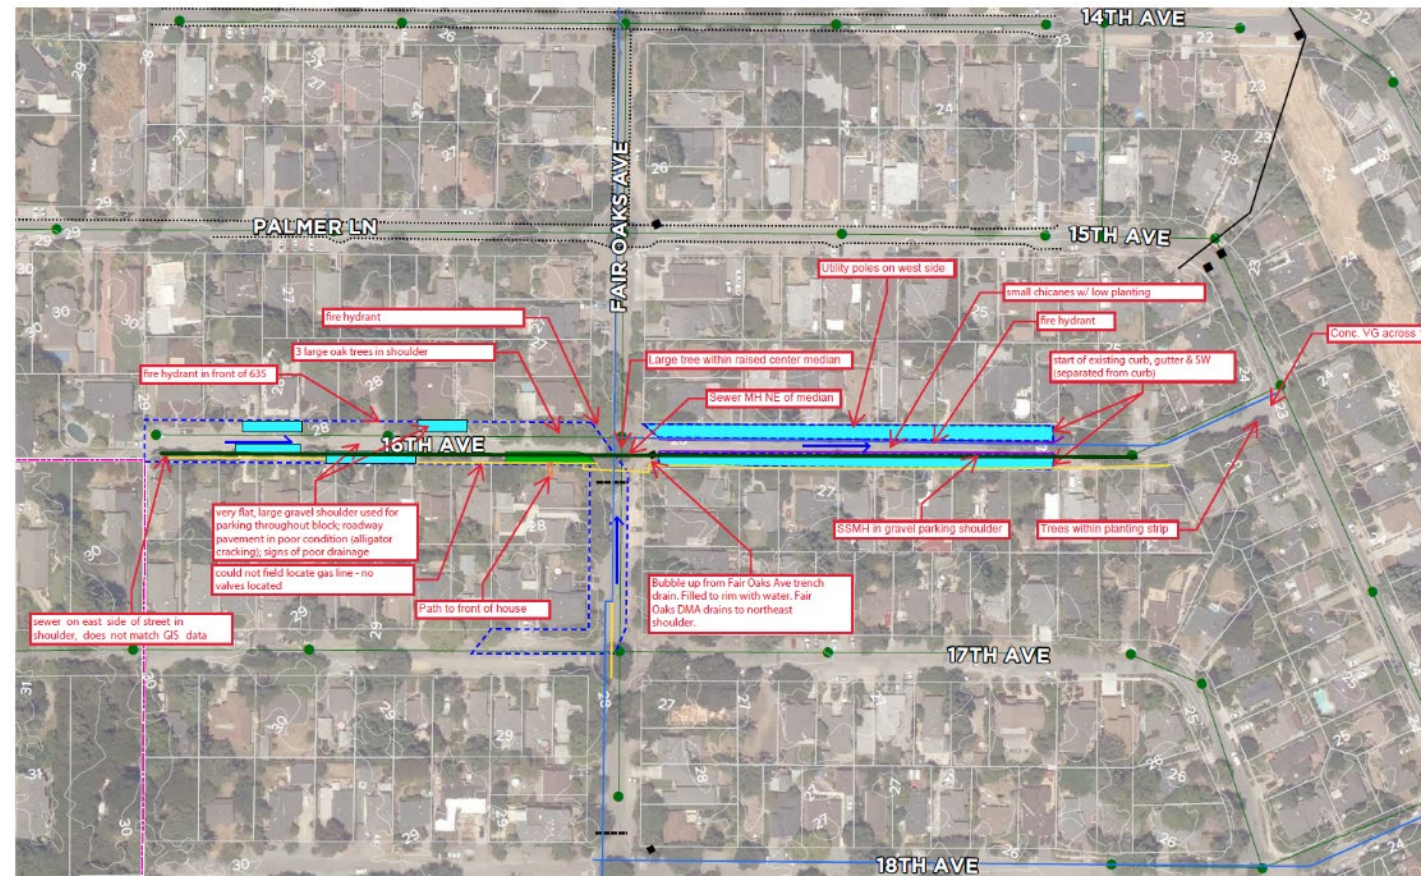 14TH AVE
FAIR OAKS AVE
PALMER LN
15TH AVE
Utility poles on west side
small chicanes w/ low planting
fire hydrant
fire hydrant
Conc. VG across
3 large oak trees in shoulder
Large tree within raised center median
start of existing curb, gutter & SW
(separated from curb)
fire hydrant in front of 635
Sewer MH NE of median
16TH AVE
very flat, large gravel shoulder used for
parking throughout block; roadway
pavement in poor condition (alligator
cracking); signs of poor drainage
SSMH in gravel parking shoulder
Trees within planting strip
could not field locate gas line - no
valves located
Bubble up from Fair Oaks Ave trench
drain. Filled to rim with water. Fair
Oaks DMA drains to northeast
shoulder.
Path to front of house
sewer on east side of street in
shoulder, does not match GIS data
17TH AVE
18TH AVE